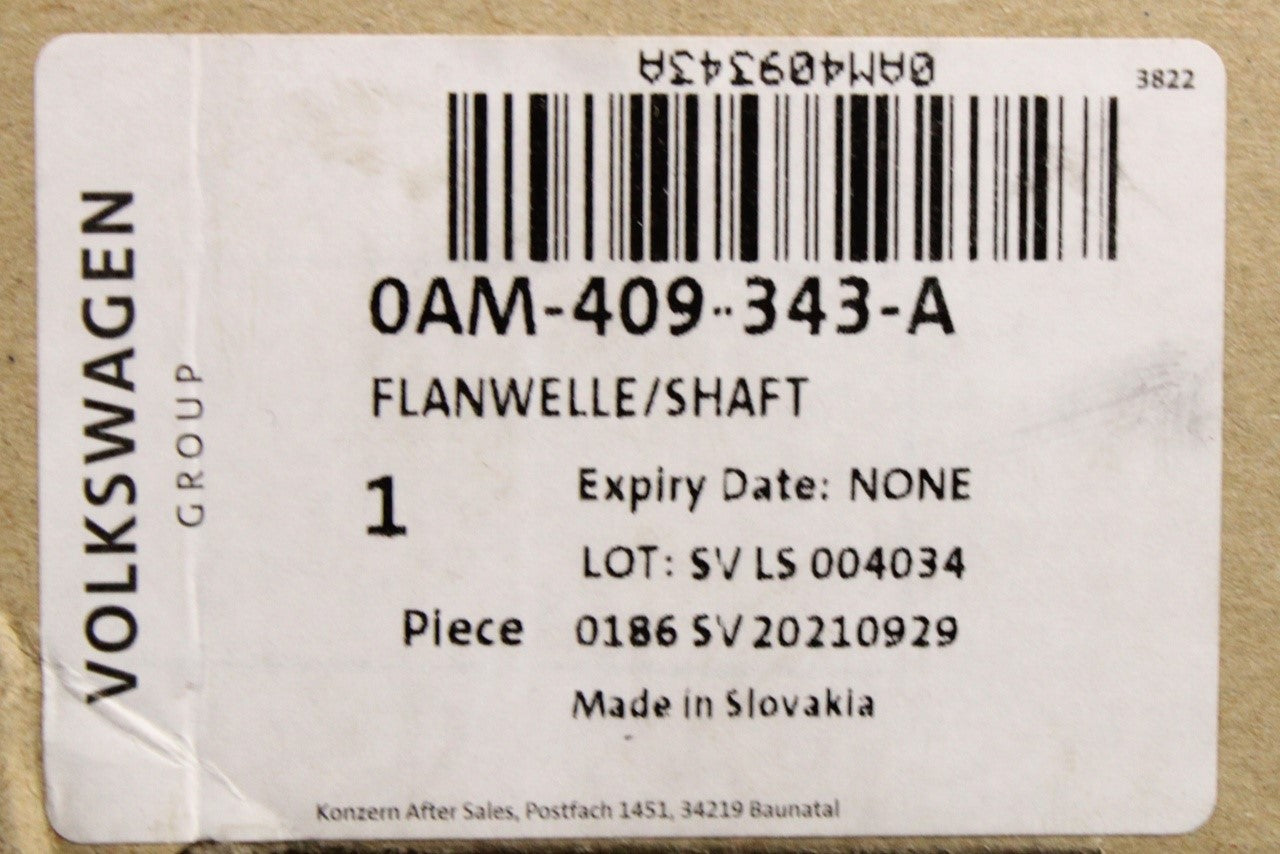 0AM409343A
3822
0AM-409--343-A
FLANWELLE/SHAFT
1
Expiry Date: NONE
LOT: SV LS 004034
Piece
0186 SV 20210929
Made in Slovakia
Konzern After Sales, Postfach 1451, 34219 Baunatal
VOLKSWAGEN
GROUP